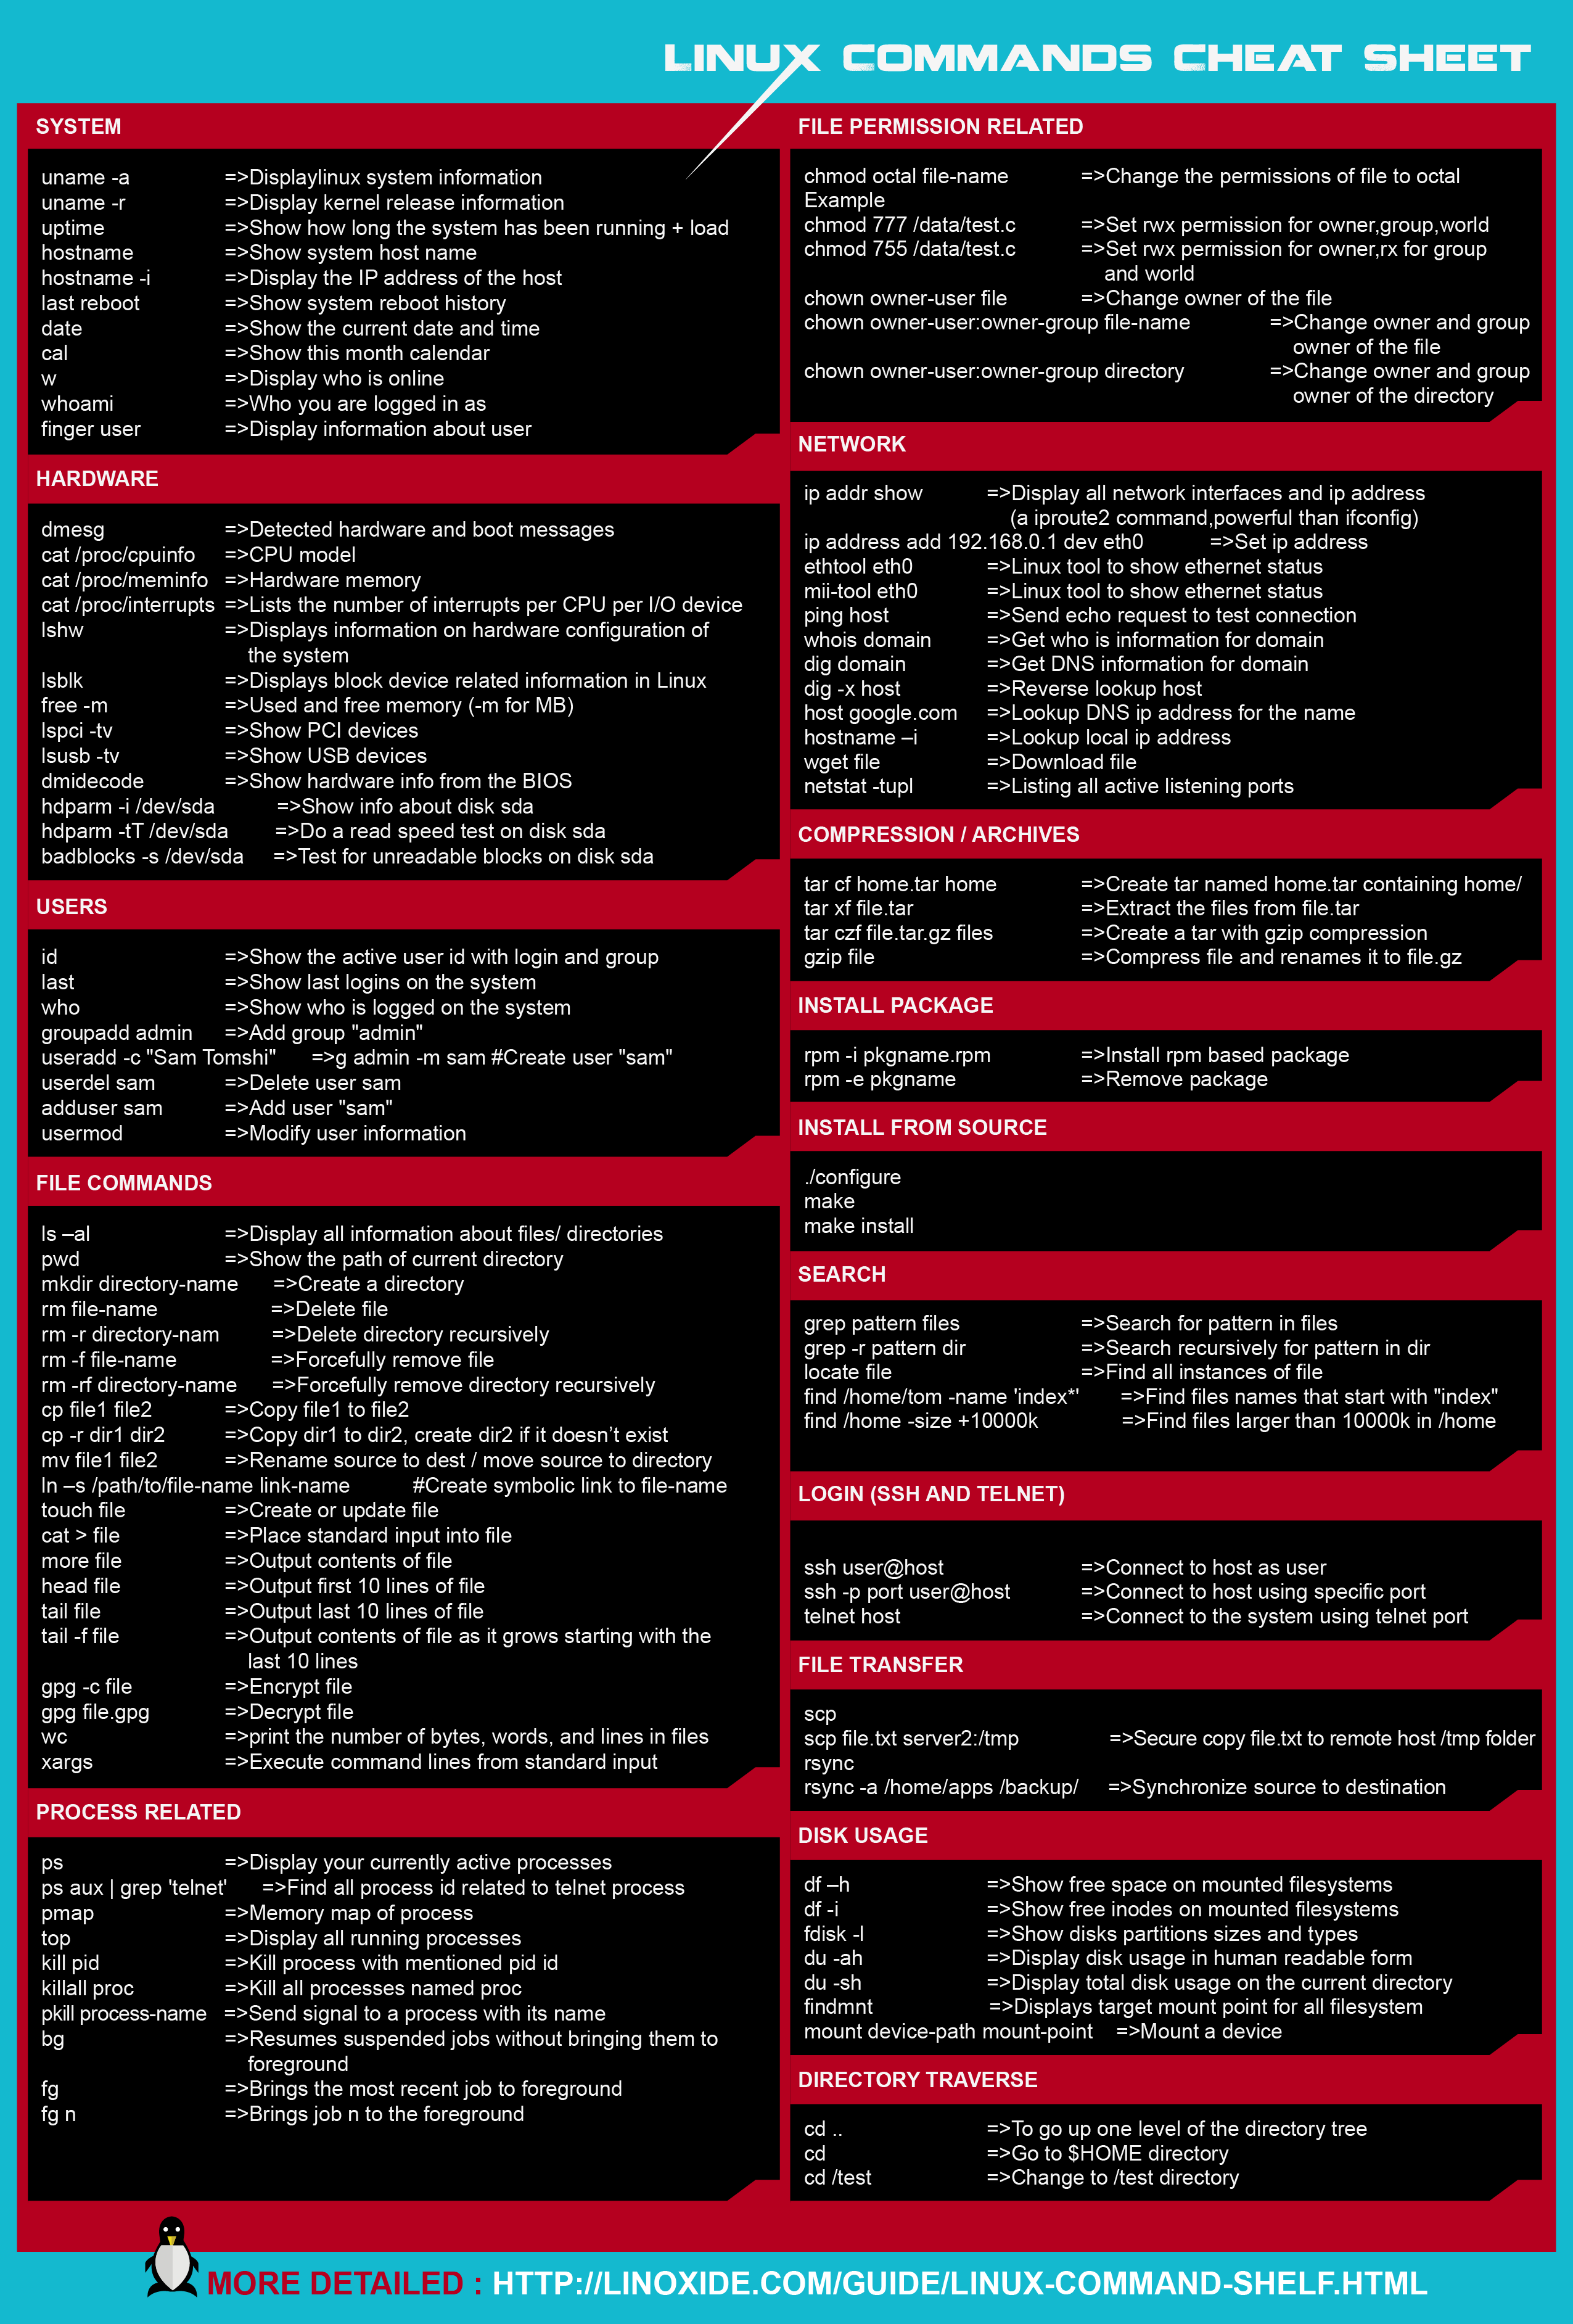 LINUX COMMANDS CHEAT SHEET
SYSTEM
uname -a =>Displaylinux system information
uname -r =>Display kernel release information
uptime =>Show how long the system has been running + load
hostname =>Show system host name
hostname -i =>Display the IP address of the host
last reboot =>Show system reboot history
date =>Show the current date and time
cal =>Show this month calendar
w =>Display who is online
whoami =>Who you are logged in as
finger user =>Display information about user
HARDWARE
dmesg =>Detected hardware and boot messages
cat /proc/cpuinfo =>CPU model
cat /proc/meminfo =>Hardware memory
cat /proc/interrupts =>Lists the number of interrupts per CPU per I/O device
lshw =>Displays information on hardware configuration of
the system
lsblk =>Displays block device related information in Linux
free -m =>Used and free memory (-m for MB)
lspci -tv =>Show PCI devices
lsusb -tv =>Show USB devices
dmidecode =>Show hardware info from the BIOS
hdparm -i /dev/sda =>Show info about disk sda
hdparm -tT /dev/sda =>Do a read speed test on disk sda
badblocks -s /dev/sda =>Test for unreadable blocks on disk sda
USERS
id =>Show the active user id with login and group
last =>Show last logins on the system
who =>Show who is logged on the system
groupadd admin =>Add group "admin"
useradd -c "Sam Tomshi" =>g admin -m sam #Create user "sam"
userdel sam =>Delete user sam
adduser sam =>Add user "sam"
usermod =>Modify user information
FILE COMMANDS
ls –al =>Display all information about files/ directories
pwd =>Show the path of current directory
mkdir directory-name =>Create a directory
rm file-name =>Delete file
rm -r directory-nam =>Delete directory recursively
rm -f file-name =>Forcefully remove file
rm -rf directory-name =>Forcefully remove directory recursively
cp file1 file2 =>Copy file1 to file2
cp -r dir1 dir2 =>Copy dir1 to dir2, create dir2 if it doesn’t exist
mv file1 file2 =>Rename source to dest / move source to directory
ln –s /path/to/file-name link-name #Create symbolic link to file-name
touch file =>Create or update file
cat > file =>Place standard input into file
more file =>Output contents of file
head file =>Output first 10 lines of file
tail file =>Output last 10 lines of file
tail -f file =>Output contents of file as it grows starting with the
last 10 lines
gpg -c file =>Encrypt file
gpg file.gpg =>Decrypt file
wc =>print the number of bytes, words, and lines in files
xargs =>Execute command lines from standard input
PROCESS RELATED
ps =>Display your currently active processes
ps aux | grep 'telnet' =>Find all process id related to telnet process
pmap =>Memory map of process
top =>Display all running processes
kill pid =>Kill process with mentioned pid id
killall proc =>Kill all processes named proc
pkill process-name =>Send signal to a process with its name
bg =>Resumes suspended jobs without bringing them to
foreground
fg =>Brings the most recent job to foreground
fg n =>Brings job n to the foreground
FILE PERMISSION RELATED
chmod octal file-name =>Change the permissions of file to octal
Example
chmod 777 /data/test.c =>Set rwx permission for owner,group,world
chmod 755 /data/test.c =>Set rwx permission for owner,rx for group
and world
chown owner-user file =>Change owner of the file
chown owner-user:owner-group file-name =>Change owner and group
owner of the file
chown owner-user:owner-group directory =>Change owner and group
owner of the directory
NETWORK
ip addr show =>Display all network interfaces and ip address
(a iproute2 command,powerful than ifconfig)
ip address add 192.168.0.1 dev eth0 =>Set ip address
ethtool eth0 =>Linux tool to show ethernet status
mii-tool eth0 =>Linux tool to show ethernet status
ping host =>Send echo request to test connection
whois domain =>Get who is information for domain
dig domain =>Get DNS information for domain
dig -x host =>Reverse lookup host
host google.com =>Lookup DNS ip address for the name
hostname –i =>Lookup local ip address
wget file =>Download file
netstat -tupl =>Listing all active listening ports
COMPRESSION / ARCHIVES
tar cf home.tar home =>Create tar named home.tar containing home/
tar xf file.tar =>Extract the files from file.tar
tar czf file.tar.gz files =>Create a tar with gzip compression
gzip file =>Compress file and renames it to file.gz
INSTALL PACKAGE
rpm -i pkgname.rpm =>Install rpm based package
rpm -e pkgname =>Remove package
INSTALL FROM SOURCE
./configure
make
make install
SEARCH
grep pattern files =>Search for pattern in files
grep -r pattern dir =>Search recursively for pattern in dir
locate file =>Find all instances of file
find /home/tom -name 'index*' =>Find files names that start with "index"
find /home -size +10000k =>Find files larger than 10000k in /home
LOGIN (SSH AND TELNET)
ssh user@host =>Connect to host as user
ssh -p port user@host =>Connect to host using specific port
telnet host =>Connect to the system using telnet port
FILE TRANSFER
scp
scp file.txt server2:/tmp =>Secure copy file.txt to remote host /tmp folder
rsync
rsync -a /home/apps /backup/ =>Synchronize source to destination
DISK USAGE
df –h =>Show free space on mounted filesystems
df -i =>Show free inodes on mounted filesystems
fdisk -l =>Show disks partitions sizes and types
du -ah =>Display disk usage in human readable form
du -sh =>Display total disk usage on the current directory
findmnt =>Displays target mount point for all filesystem
mount device-path mount-point =>Mount a device
DIRECTORY TRAVERSE
cd .. =>To go up one level of the directory tree
cd =>Go to $HOME directory
cd /test =>Change to /test directory
MORE DETAILED : HTTP://LINOXIDE.COM/GUIDE/LINUX-COMMAND-SHELF.HTML